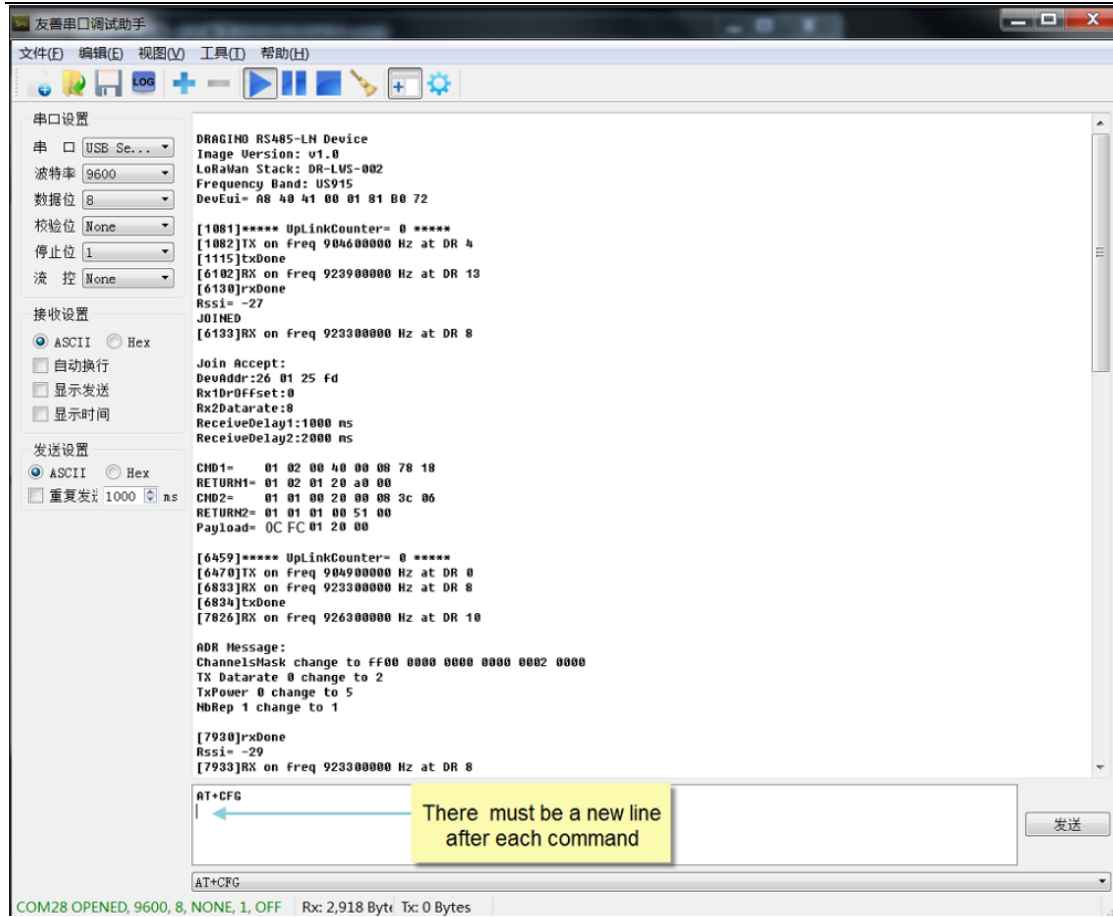 友善串口调试助手
文件(F) 编辑(E) 视图(V) 工具(T) 帮助(H)
LOG
串口设置
串 口 USB Se...
波特率 9600
数据位 8
校验位 None
停止位 1
流 控 None
接收设置
ASCII Hex
自动换行
显示发送
显示时间
发送设置
ASCII Hex
重复发送 1000 ms
DRAGINO RS485-LN Device
Image Version: v1.0
LoRaWan Stack: DR-LWS-002
Frequency Band: US915
DevEui= A8 40 41 00 01 81 B0 72
[1081]***** UpLinkCounter= 0 *****
[1082]TX on freq 904600000 Hz at DR 4
[1115]txDone
[6102]RX on freq 923900000 Hz at DR 13
[6130]rxDone
Rssi= -27
JOINED
[6133]RX on freq 923300000 Hz at DR 8
Join Accept:
DevAddr:26 01 25 fd
Rx1DrOffset:0
Rx2Datarate:8
ReceiveDelay1:1000 ms
ReceiveDelay2:2000 ms
CMD1= 01 02 00 40 00 08 78 18
RETURN1= 01 02 01 20 a0 00
CMD2= 01 01 00 20 00 08 3c 06
RETURN2= 01 01 01 00 51 00
Payload= 0C FC 01 20 00
[6459]***** UpLinkCounter= 0 *****
[6470]TX on freq 904900000 Hz at DR 0
[6833]RX on freq 923300000 Hz at DR 8
[6834]txDone
[7826]RX on freq 926300000 Hz at DR 10
ADR Message:
ChannelsMask change to ff00 0000 0000 0000 0002 0000
TX Datarate 0 change to 2
TxPower 0 change to 5
NbRep 1 change to 1
[7930]rxDone
Rssi= -29
[7933]RX on freq 923300000 Hz at DR 8
AT+CFG
There must be a new line
after each command
发送
AT+CFG
COM28 OPENED, 9600, 8, NONE, 1, OFF Rx: 2,918 Byte Tx: 0 Bytes